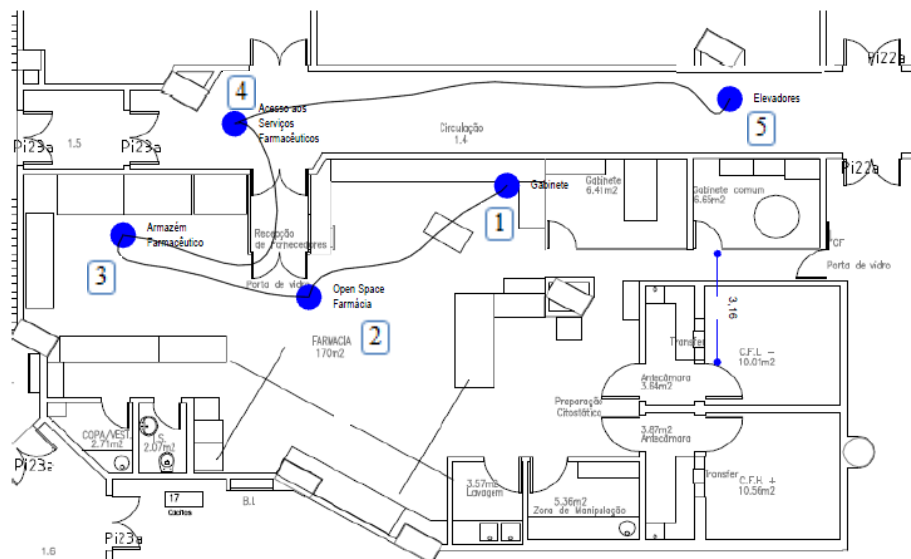 Pi22a
4
Acesso aos
Serviços
Farmacêuticos
Elevadores
5
Circulação
1.4
1.5
Pi23a
Pi23a
Pi22a
Gabinete
1
Gabinete
6.41m2
Gabinete comum
6.65m2
Armazém
Farmacêutico
3
Recepção
de Fornecedores
CF
Porta de vidro
Porta de vidro
Open Space
Farmácia
2
FARMACIA
170m2
3,16
Transfer
C.F.L -
10.01m2
Antecâmara
3.64m2
Preparação
Citostático
3.87m2
Antecâmara
COPA/VEST.
2.71m2
I.S.
2.07m2
Pi23a
Transfer
C.F.H. +
10.56m2
3.57m2
Lavagem
5.36m2
Zona de Manipulação
17
Cacifos
B.I.
Pi23a
1.6